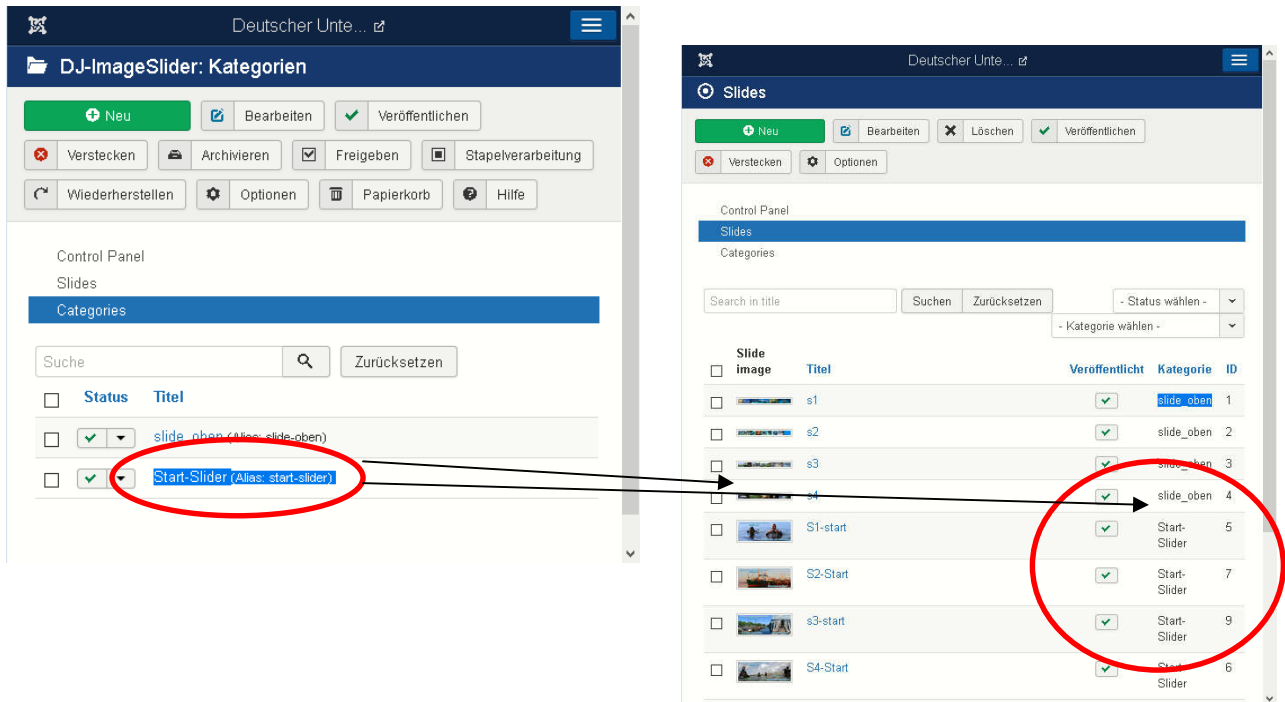 Deutscher Unte...
DJ-ImageSlider: Kategorien
Neu
Bearbeiten
Veröffentlichen
Verstecken
Archivieren
Freigeben
Stapelverarbeitung
Wiederherstellen
Optionen
Papierkorb
Hilfe
Control Panel
Slides
Categories
Suche
Zurücksetzen
Status Titel
slide_oben (Alias: slide-oben)
Start-Slider (Alias: start-slider)
Deutscher Unte...
Slides
Neu
Bearbeiten
Löschen
Veröffentlichen
Verstecken
Optionen
Control Panel
Slides
Categories
Search in title
Suchen
Zurücksetzen
- Status wählen -
- Kategorie wählen -
Slide
image Titel Veröffentlicht Kategorie ID
s1 slide_oben 1
s2 slide_oben 2
s3 slide_oben 3
s4 slide_oben 4
S1-start Start- 5
Slider
S2-Start Start- 7
Slider
s3-start Start- 9
Slider
S4-Start Start- 6
Slider